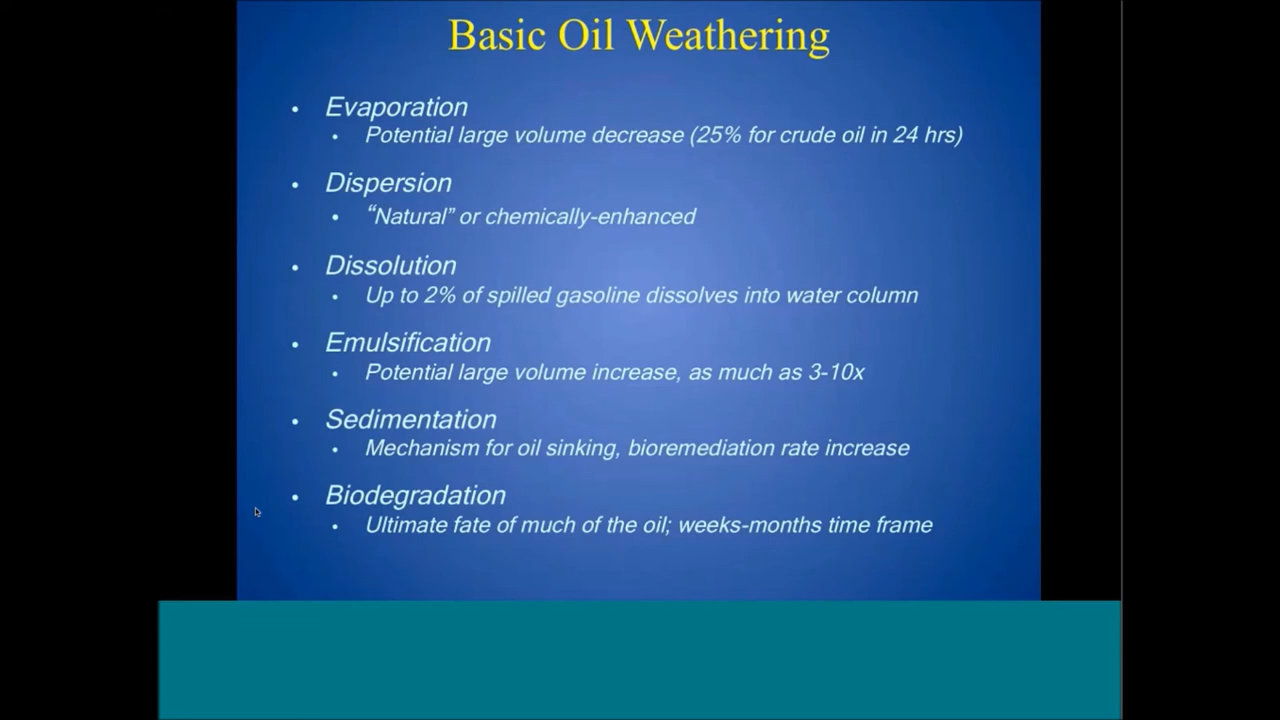 Basic Oil Weathering
• Evaporation
• Potential large volume decrease (25% for crude oil in 24 hrs)
• Dispersion
• “Natural” or chemically-enhanced
• Dissolution
• Up to 2% of spilled gasoline dissolves into water column
• Emulsification
• Potential large volume increase, as much as 3-10x
• Sedimentation
• Mechanism for oil sinking, bioremediation rate increase
• Biodegradation
• Ultimate fate of much of the oil; weeks-months time frame